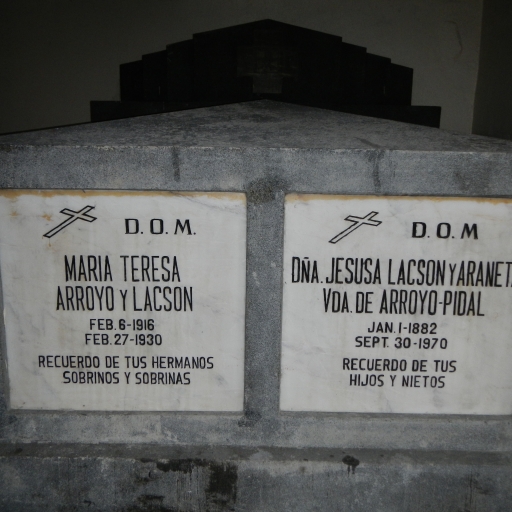 D.O.M.
MARIA TERESA
ARROYO Y LACSON
FEB. 6-1916
FEB. 27-1930
RECUERDO DE TUS HERMANOS
SOBRINOS Y SOBRINAS
D.O.M
DÑA. JESUSA LACSON Y ARANET
VDA. DE ARROYO-PIDAL
JAN. 1-1882
SEPT. 30-1970
RECUERDO DE TUS
HIJOS Y NIETOS